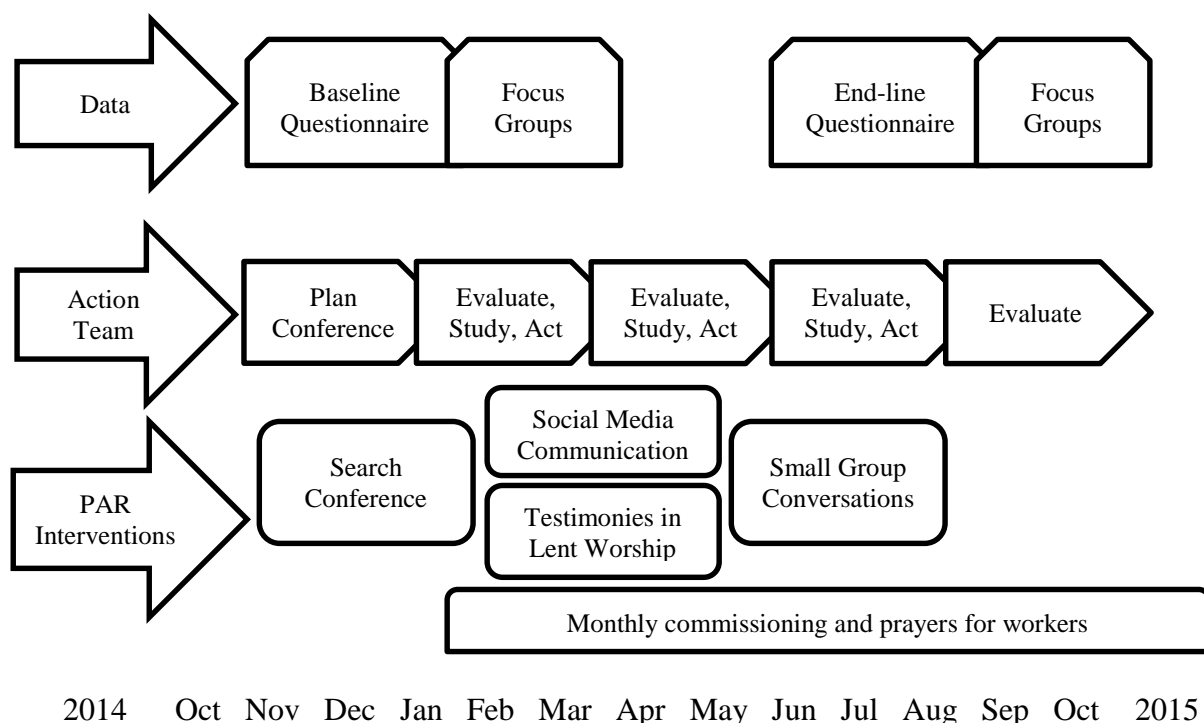 Data
Baseline
Questionnaire
Focus
Groups
End-line
Questionnaire
Focus
Groups
Action
Team
Plan
Conference
Evaluate,
Study, Act
Evaluate,
Study, Act
Evaluate,
Study, Act
Evaluate
PAR
Interventions
Search
Conference
Social Media
Communication
Testimonies in
Lent Worship
Small Group
Conversations
Monthly commissioning and prayers for workers
2014 Oct Nov Dec Jan Feb Mar Apr May Jun Jul Aug Sep Oct 2015